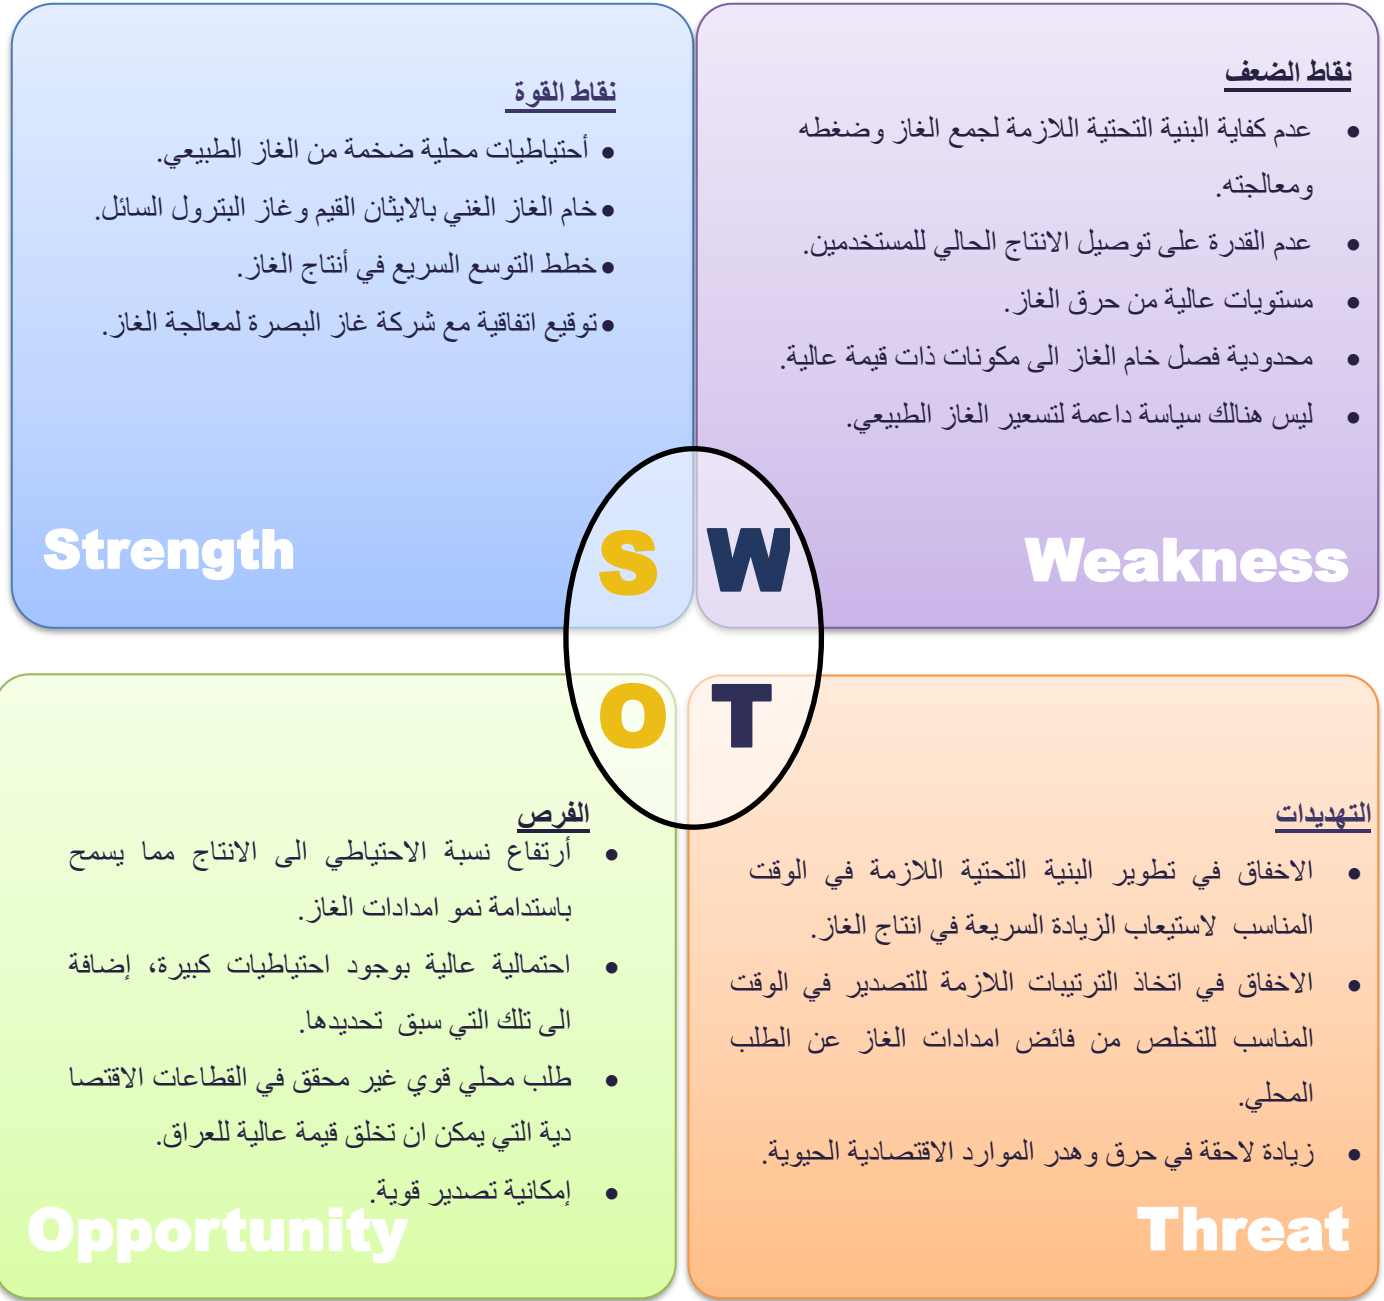 نقاط القوة
• أحتياطيات محلية ضخمة من الغاز الطبيعي.
• خام الغاز الغني بالايثان القيم وغاز البترول السائل.
• خطط التوسع السريع في أنتاج الغاز.
• توقيع اتفاقية مع شركة غاز البصرة لمعالجة الغاز.
Strength
نقاط الضعف
• عدم كفاية البنية التحتية اللازمة لجمع الغاز وضغطه
ومعالجته.
• عدم القدرة على توصيل الانتاج الحالي للمستخدمين.
• مستويات عالية من حرق الغاز.
• محدودية فصل خام الغاز الى مكونات ذات قيمة عالية.
• ليس هنالك سياسة داعمة لتسعير الغاز الطبيعي.
Weakness
S W
O T
الفرص
• أرتفاع نسبة الاحتياطي الى الانتاج مما يسمح
باستدامة نمو امدادات الغاز.
• احتمالية عالية بوجود احتياطيات كبيرة، إضافة
الى تلك التي سبق تحديدها.
• طلب محلي قوي غير محقق في القطاعات الاقتصا
دية التي يمكن ان تخلق قيمة عالية للعراق.
• إمكانية تصدير قوية.
Opportunity
التهديدات
• الاخفاق في تطوير البنية التحتية اللازمة في الوقت
المناسب لاستيعاب الزيادة السريعة في انتاج الغاز.
• الاخفاق في اتخاذ الترتيبات اللازمة للتصدير في الوقت
المناسب للتخلص من فائض امدادات الغاز عن الطلب
المحلي.
• زيادة لاحقة في حرق وهدر الموارد الاقتصادية الحيوية.
Threat